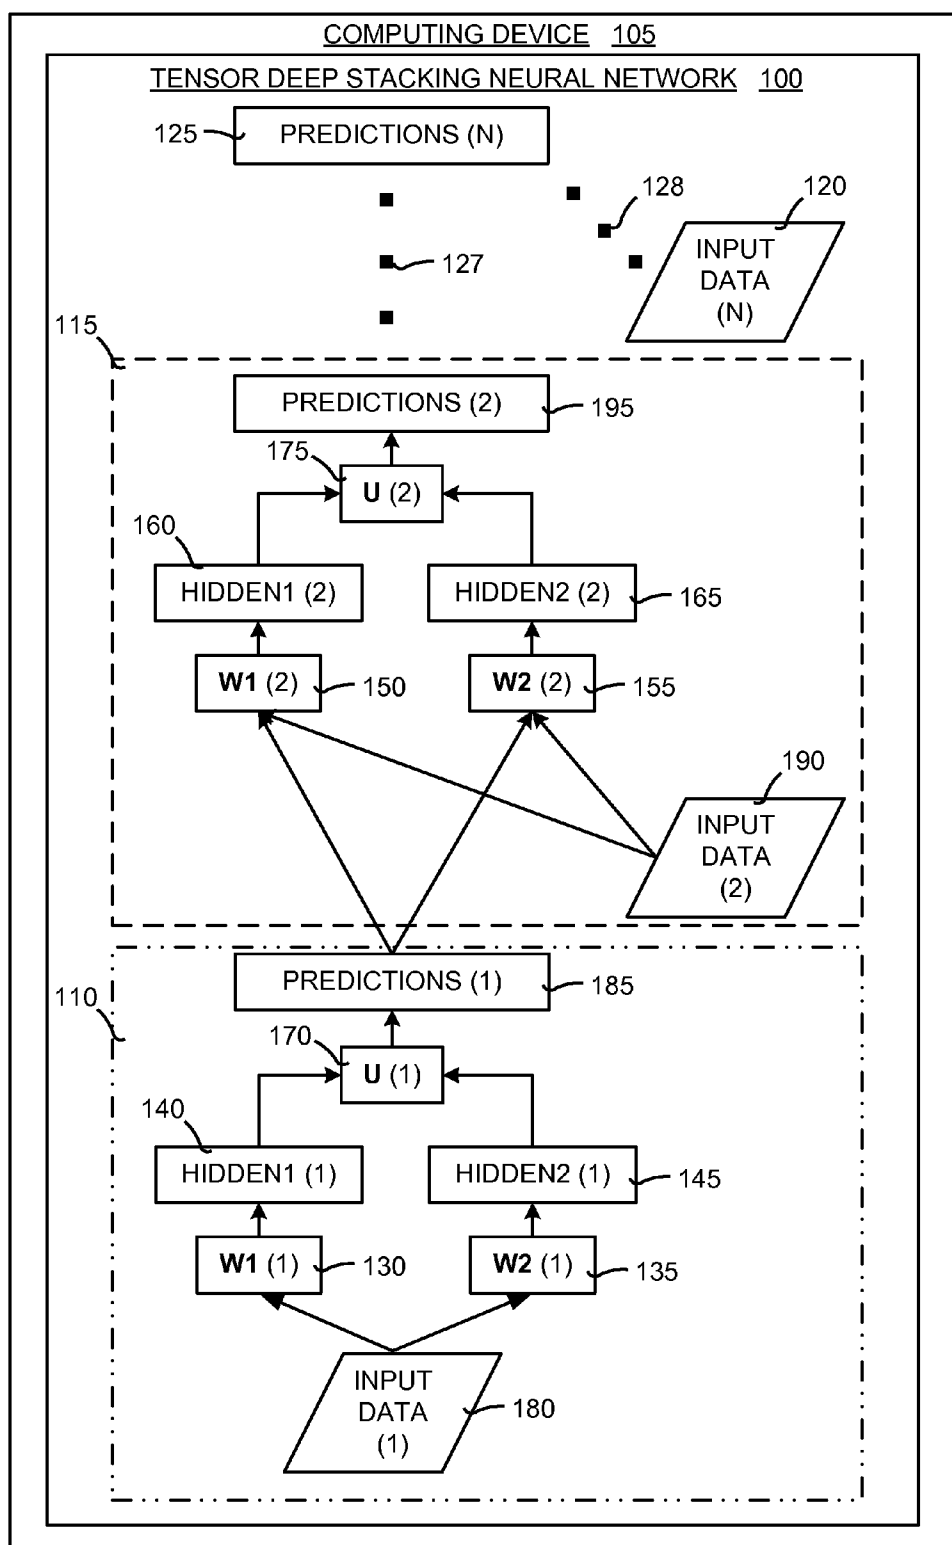 COMPUTING DEVICE 105
TENSOR DEEP STACKING NEURAL NETWORK 100
125
PREDICTIONS (N)
128
120
INPUT
DATA
(N)
127
115
PREDICTIONS (2)
195
175
U (2)
160
HIDDEN1 (2)
HIDDEN2 (2)
165
W1 (2)
150
W2 (2)
155
190
INPUT
DATA
(2)
110
PREDICTIONS (1)
185
170
U (1)
140
HIDDEN1 (1)
HIDDEN2 (1)
145
W1 (1)
130
W2 (1)
135
INPUT
DATA
(1)
180